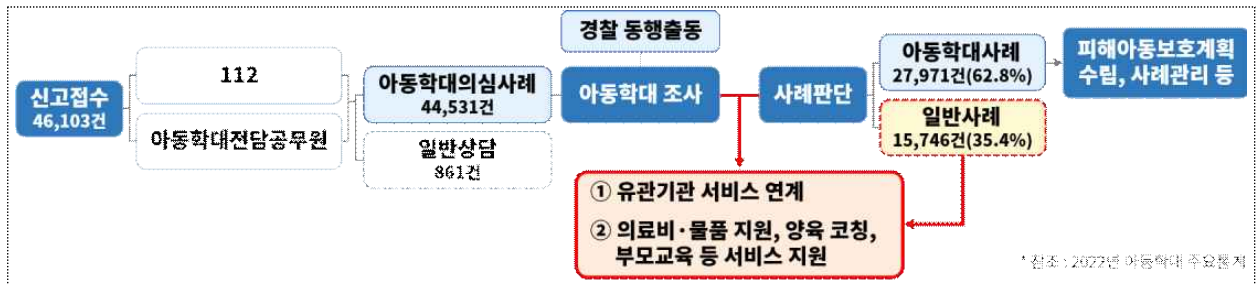 신고접수
46,103건
112
아동학대전담공무원
아동학대의심사례
44,531건
일반상담
861건
경찰 동행출동
아동학대 조사
사례판단
아동학대사례
27,971건(62.8%)
일반사례
15,746건(35.4%)
피해아동보호계획
수립, 사례관리 등
① 유관기관 서비스 연계
② 의료비·물품 지원, 양육 코칭,
부모교육 등 서비스 지원
* 참조 : 2022년 아동학대 주요통계